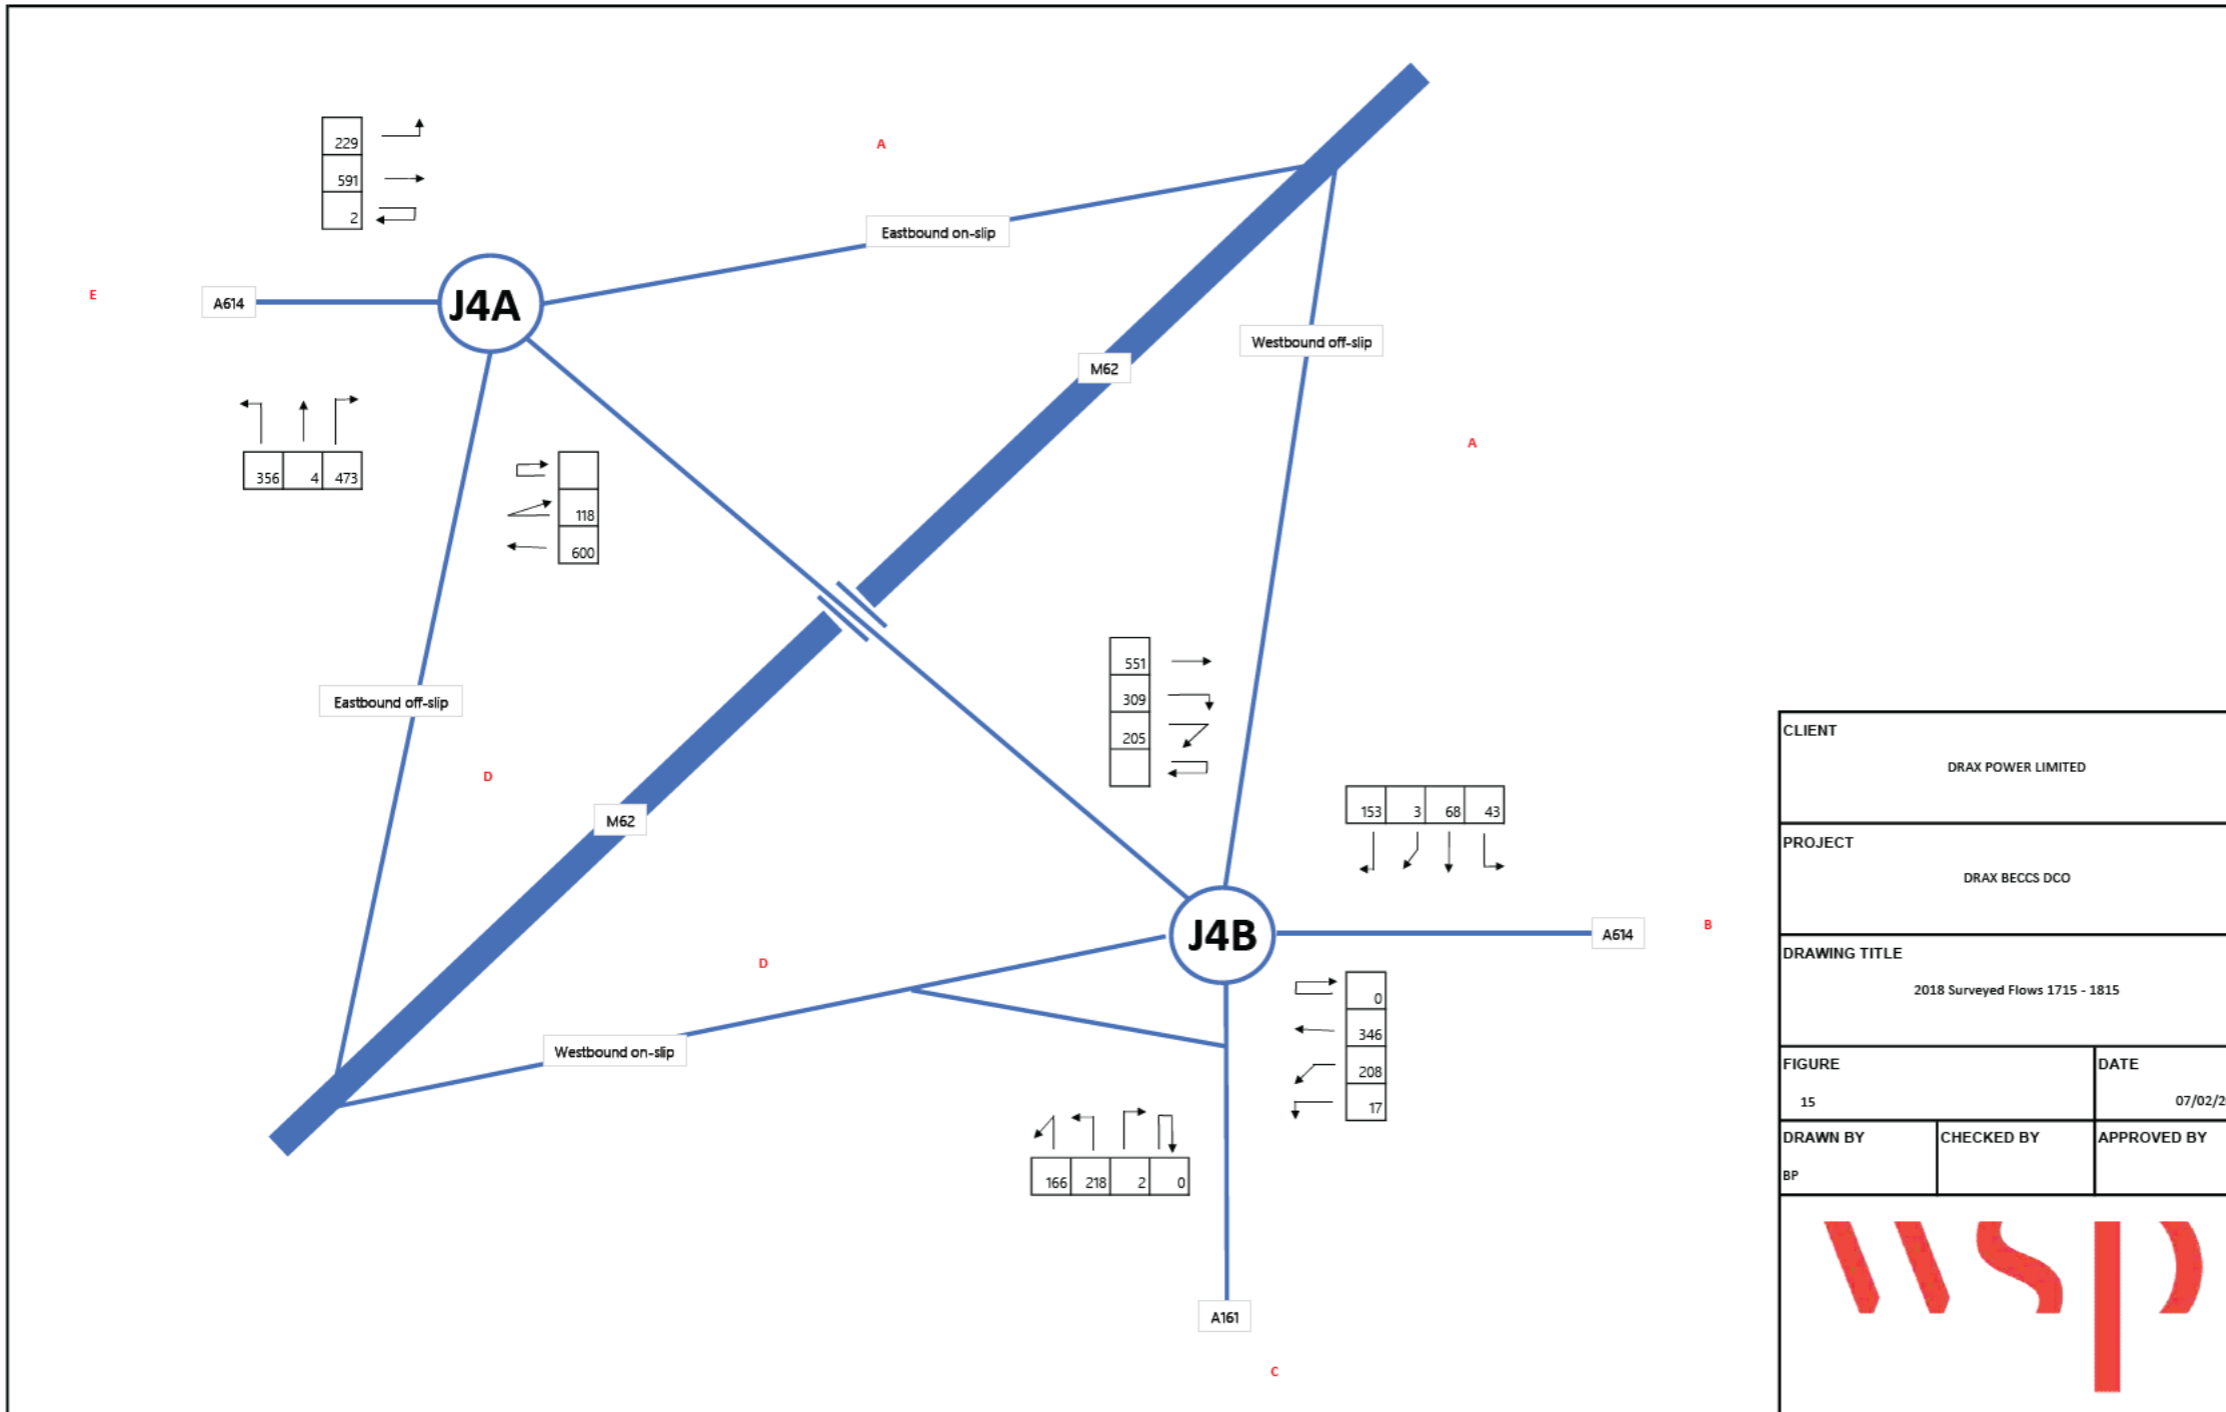 229
591
2
A
Eastbound on-slip
E
A614
J4A
Westbound off-slip
M62
A
356 4 473
118
600
551
309
205
Eastbound off-slip
D
M62
153 3 68 43
J4B
A614
B
D
Westbound on-slip
0
346
208
17
166 218 2 0
A161
C
CLIENT
DRAX POWER LIMITED
PROJECT
DRAX BECCS DCO
DRAWING TITLE
2018 Surveyed Flows 1715 - 1815
FIGURE
15
DATE
07/02/2
DRAWN BY
BP
CHECKED BY
APPROVED BY
wsp